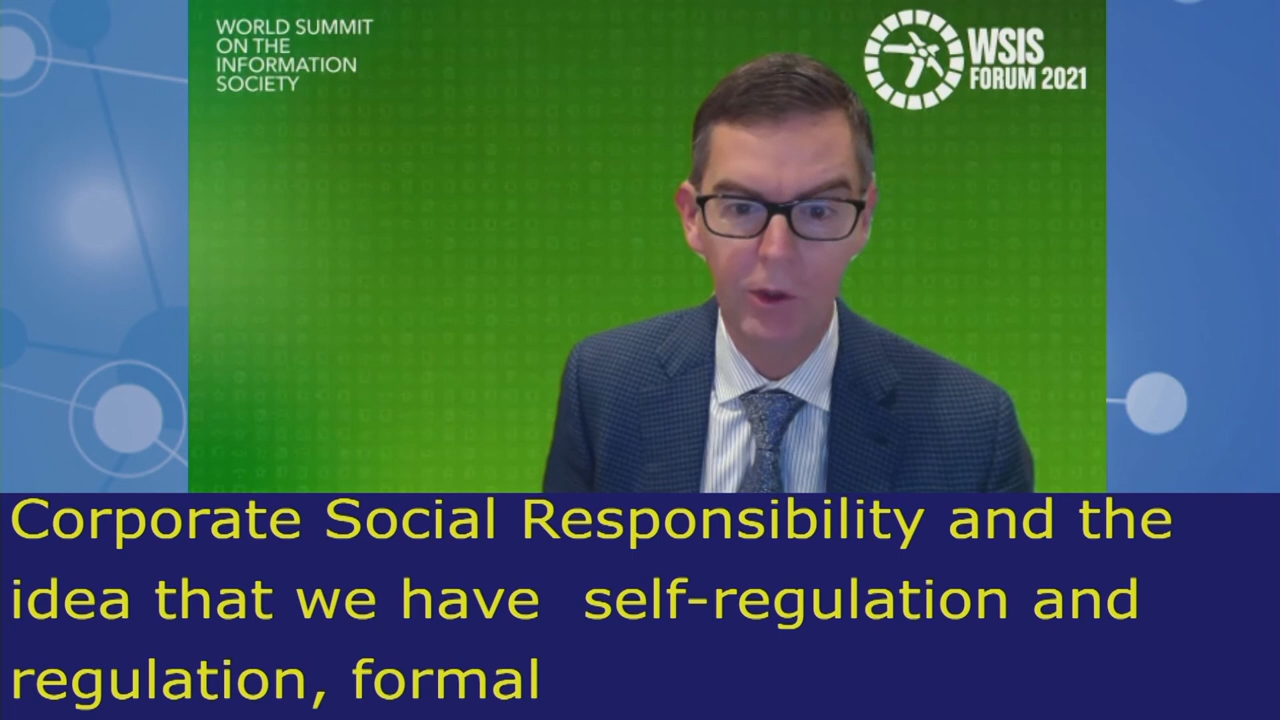 WORLD SUMMIT
ON THE
INFORMATION
SOCIETY
WSIS
FORUM 2021
Corporate Social Responsibility and the
idea that we have  self-regulation and
regulation, formal